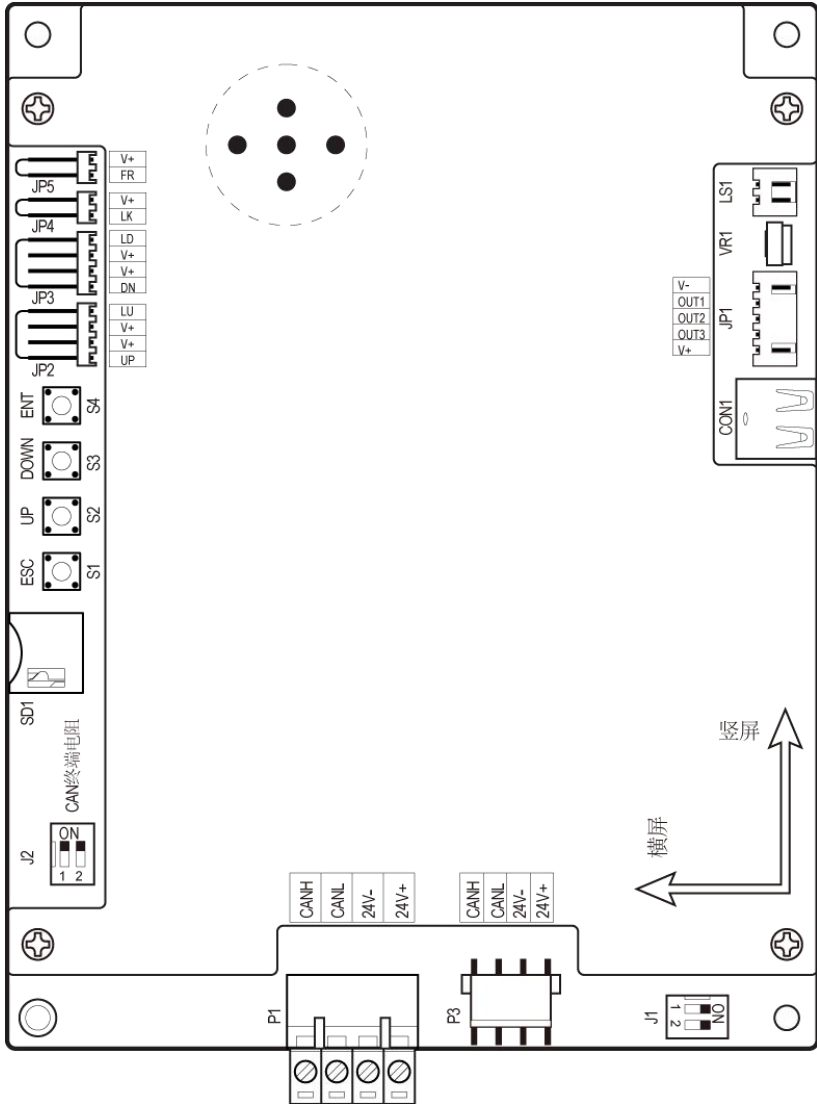 V+
FR
JP5
V+
LK
JP4
LD
V+
V+
DN
JP3
LU
V+
V+
UP
JP2
ENT
S4
DOWN
S3
UP
S2
ESC
S1
SD1
CAN终端电阻
J2
ON
1 2
LS1
VR1
JP1
V-
OUT1
OUT2
OUT3
V+
CON1
竖屏
横屏
CANH
CANL
24V-
24V+
P1
CANH
CANL
24V-
24V+
P3
J1
ON
1 2